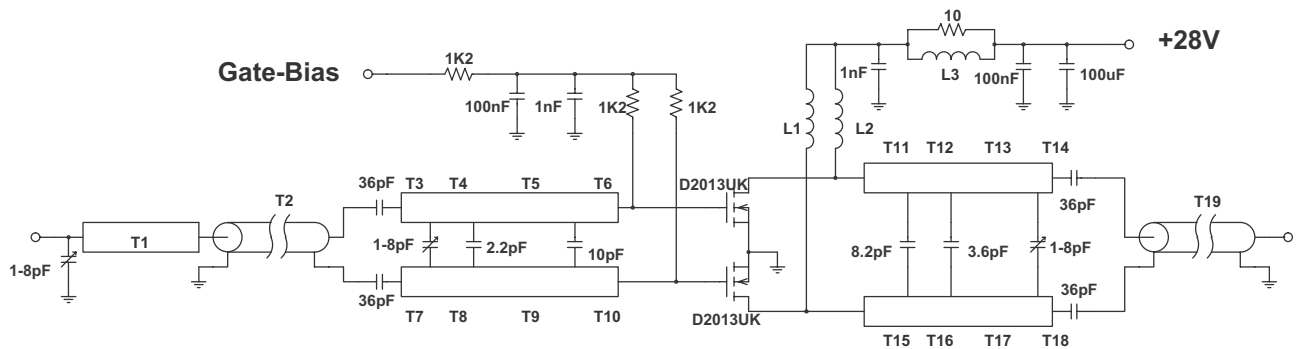 10
+28V
1K2
Gate-Bias
1nF
L3
100nF
100uF
100nF
1nF
1K2
1K2
L1
L2
T11 T12 T13 T14
36pF
T3 T4 T5 T6
D2013UK
T2
36pF
T19
T1
1-8pF
2.2pF
10pF
8.2pF
3.6pF
1-8pF
1-8pF
36pF
36pF
T7 T8 T9 T10
D2013UK
T15 T16 T17 T18